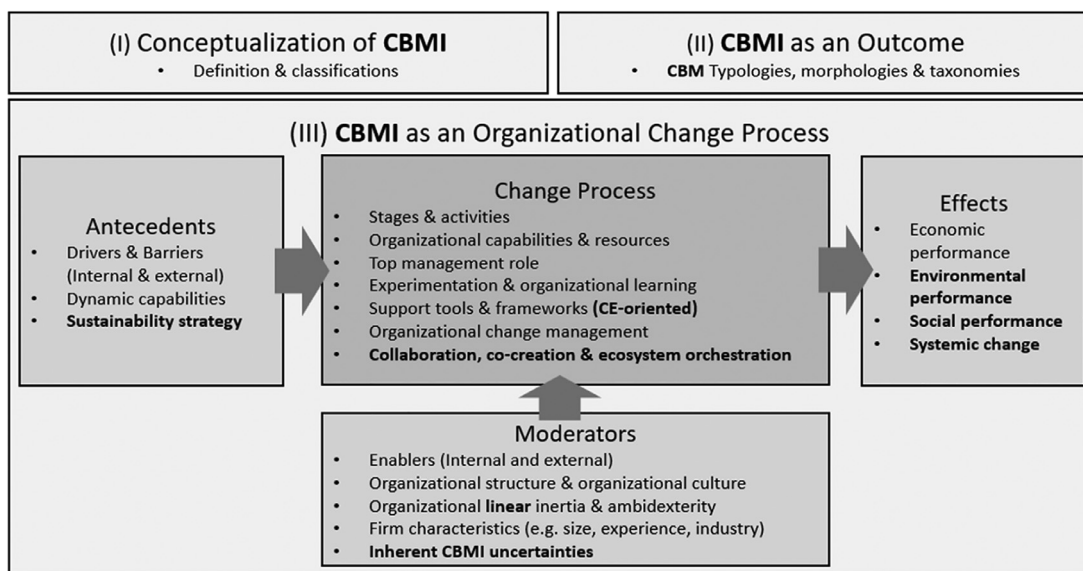 (I) Conceptualization of CBMI
• Definition & classifications
(II) CBMI as an Outcome
• CBM Typologies, morphologies & taxonomies
(III) CBMI as an Organizational Change Process
Antecedents
• Drivers & Barriers
(Internal & external)
• Dynamic capabilities
• Sustainability strategy
Change Process
• Stages & activities
• Organizational capabilities & resources
• Top management role
• Experimentation & organizational learning
• Support tools & frameworks (CE-oriented)
• Organizational change management
• Collaboration, co-creation & ecosystem orchestration
Effects
• Economic
performance
• Environmental
performance
• Social performance
• Systemic change
Moderators
• Enablers (Internal and external)
• Organizational structure & organizational culture
• Organizational linear inertia & ambidexterity
• Firm characteristics (e.g. size, experience, industry)
• Inherent CBMI uncertainties